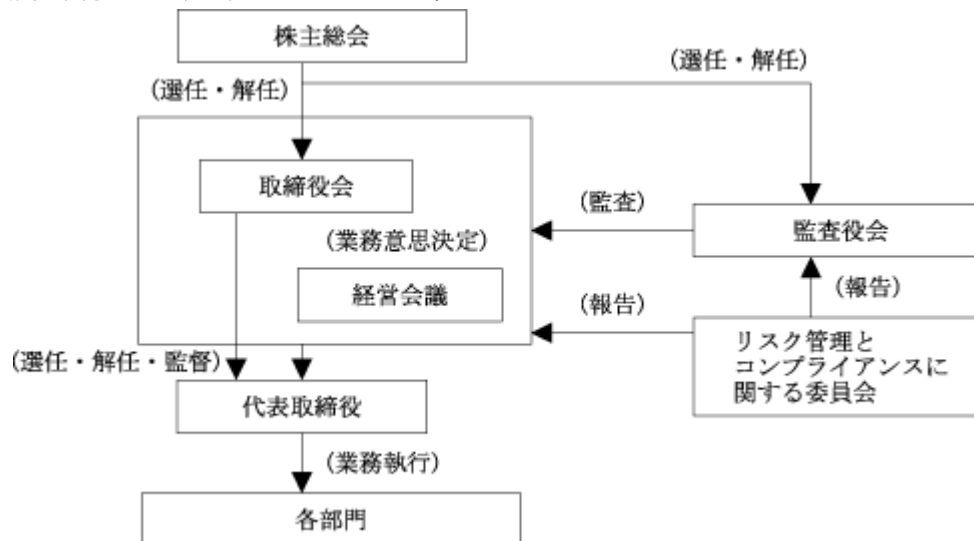 株主総会
(選任・解任)
(選任・解任)
取締役会
(監査)
監査役会
(業務意思決定)
経営会議
(報告)
(報告)
リスク管理と
コンプライアンスに
関する委員会
(選任・解任・監督)
代表取締役
(業務執行)
各部門